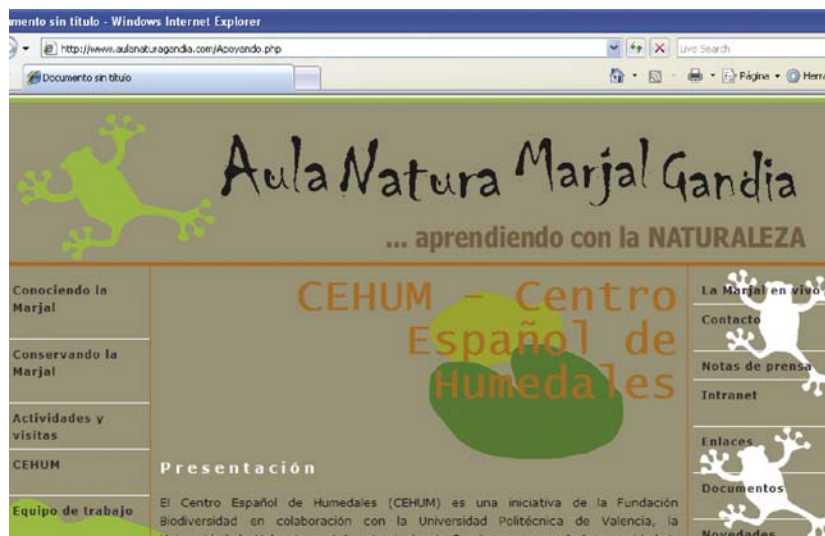 mento sin título - Windows Internet Explorer
http://www.aulanaturagandia.com/Apoyando.php
Live Search
Documento sin título
Página
Herra
Aula Natura Marjal Gandia
... aprendiendo con la NATURALEZA
Conociendo la
Marjal
Conservando la
Marjal
Actividades y
visitas
CEHUM
Equipo de trabajo
CEHUM - Centro
Español de
Humedales
Presentación
El Centro Español de Humedales (CEHUM) es una iniciativa de la Fundación
Biodiversidad en colaboración con la Universidad Politécnica de Valencia, la
La Marjal en vivo
Contacto
Notas de prensa
Intranet
Enlaces
Documentos
Novedades